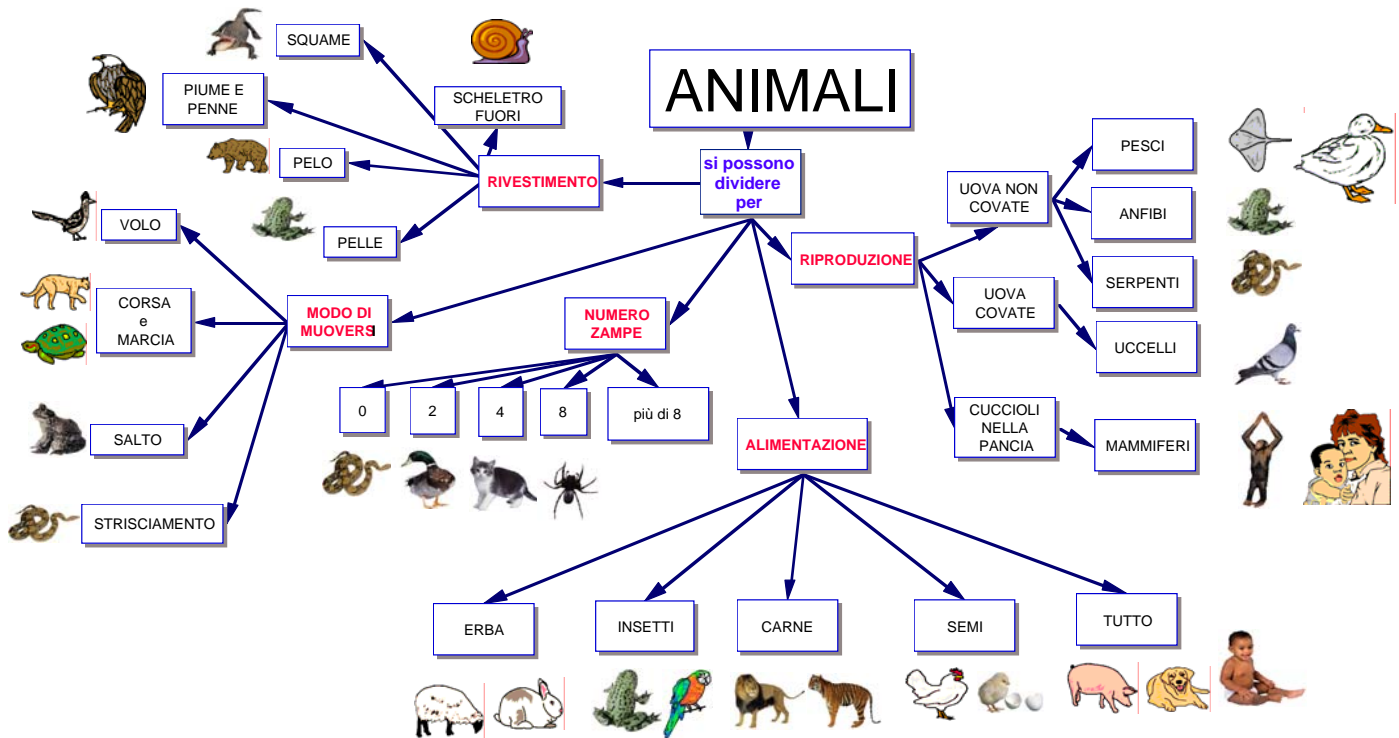 ANIMALI
si possono
dividere
per
RIVESTIMENTO
SQUAME
PIUME E
PENNE
SCHELETRO
FUORI
PELO
PELLE
MODO DI
MUOVERSI
VOLO
CORSA
e
MARCIA
SALTO
STRISCIAMENTO
NUMERO
ZAMPE
0
2
4
8
più di 8
ALIMENTAZIONE
ERBA
INSETTI
CARNE
SEMI
TUTTO
RIPRODUZIONE
UOVA NON
COVATE
PESCI
ANFIBI
SERPENTI
UOVA
COVATE
UCCELLI
CUCCIOLI
NELLA
PANCIA
MAMMIFERI